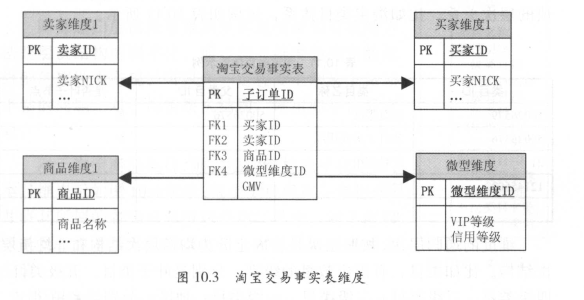 卖家维度1
PK 卖家ID
卖家NICK
...
买家维度1
PK 买家ID
买家NICK
...
淘宝交易事实表
PK 子订单ID
FK1 买家ID
FK2 卖家ID
FK3 商品ID
FK4 微型维度ID
GMV
商品维度1
PK 商品ID
商品名称
...
微型维度
PK 微型维度ID
VIP等级
信用等级
图 10.3 淘宝交易事实表维度